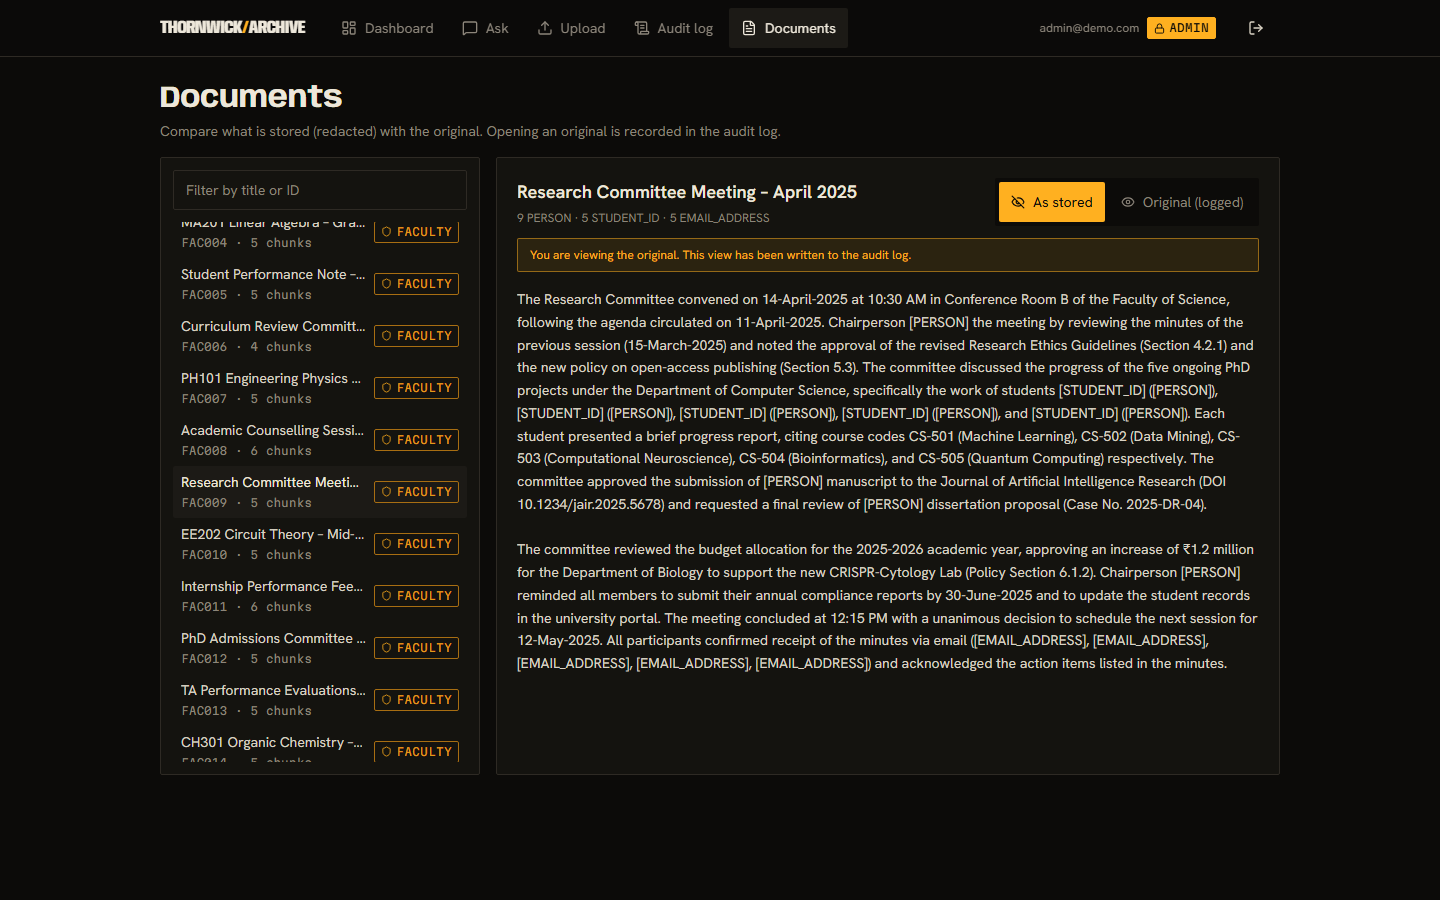 THORNWICK/ARCHIVE
Dashboard
Ask
Upload
Audit log
Documents
admin@demo.com
ADMIN
Documents
Compare what is stored (redacted) with the original. Opening an original is recorded in the audit log.
Filter by title or ID
MA201 Linear Algebra – Gra...
FAC004 · 5 chunks
FACULTY
Student Performance Note –...
FAC005 · 5 chunks
FACULTY
Curriculum Review Committ...
FAC006 · 4 chunks
FACULTY
PH101 Engineering Physics ...
FAC007 · 5 chunks
FACULTY
Academic Counselling Sessi...
FAC008 · 6 chunks
FACULTY
Research Committee Meeti...
FAC009 · 5 chunks
FACULTY
EE202 Circuit Theory – Mid-...
FAC010 · 5 chunks
FACULTY
Internship Performance Fee...
FAC011 · 6 chunks
FACULTY
PhD Admissions Committee ...
FAC012 · 5 chunks
FACULTY
TA Performance Evaluations...
FAC013 · 5 chunks
FACULTY
CH301 Organic Chemistry –...
FAC014 · 5 chunks
FACULTY
Research Committee Meeting – April 2025
9 PERSON · 5 STUDENT_ID · 5 EMAIL_ADDRESS
As stored
Original (logged)
You are viewing the original. This view has been written to the audit log.
The Research Committee convened on 14-April-2025 at 10:30 AM in Conference Room B of the Faculty of Science,
following the agenda circulated on 11-April-2025. Chairperson [PERSON] the meeting by reviewing the minutes of the
previous session (15-March-2025) and noted the approval of the revised Research Ethics Guidelines (Section 4.2.1) and
the new policy on open-access publishing (Section 5.3). The committee discussed the progress of the five ongoing PhD
projects under the Department of Computer Science, specifically the work of students [STUDENT_ID] ([PERSON]),
[STUDENT_ID] ([PERSON]), [STUDENT_ID] ([PERSON]), [STUDENT_ID] ([PERSON]), and [STUDENT_ID] ([PERSON]). Each
student presented a brief progress report, citing course codes CS-501 (Machine Learning), CS-502 (Data Mining), CS-
503 (Computational Neuroscience), CS-504 (Bioinformatics), and CS-505 (Quantum Computing) respectively. The
committee approved the submission of [PERSON] manuscript to the Journal of Artificial Intelligence Research (DOI
10.1234/jair.2025.5678) and requested a final review of [PERSON] dissertation proposal (Case No. 2025-DR-04).
The committee reviewed the budget allocation for the 2025-2026 academic year, approving an increase of ₹1.2 million
for the Department of Biology to support the new CRISPR-Cytology Lab (Policy Section 6.1.2). Chairperson [PERSON]
reminded all members to submit their annual compliance reports by 30-June-2025 and to update the student records
in the university portal. The meeting concluded at 12:15 PM with a unanimous decision to schedule the next session for
12-May-2025. All participants confirmed receipt of the minutes via email ([EMAIL_ADDRESS], [EMAIL_ADDRESS],
[EMAIL_ADDRESS], [EMAIL_ADDRESS], [EMAIL_ADDRESS]) and acknowledged the action items listed in the minutes.